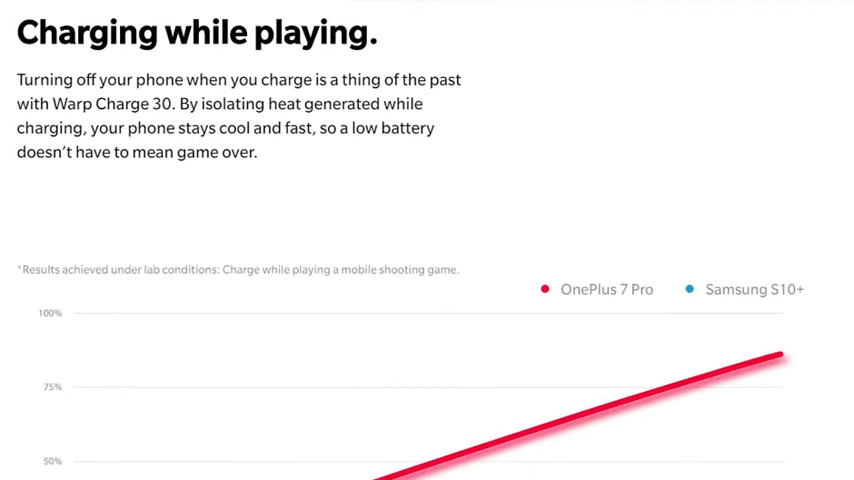 Charging while playing.
Turning off your phone when you charge is a thing of the past
with Warp Charge 30. By isolating heat generated while
charging, your phone stays cool and fast, so a low battery
doesn't have to mean game over.
*Results achieved under lab conditions: Charge while playing a mobile shooting game.
OnePlus 7 Pro Samsung S10+
100%
75%
50%